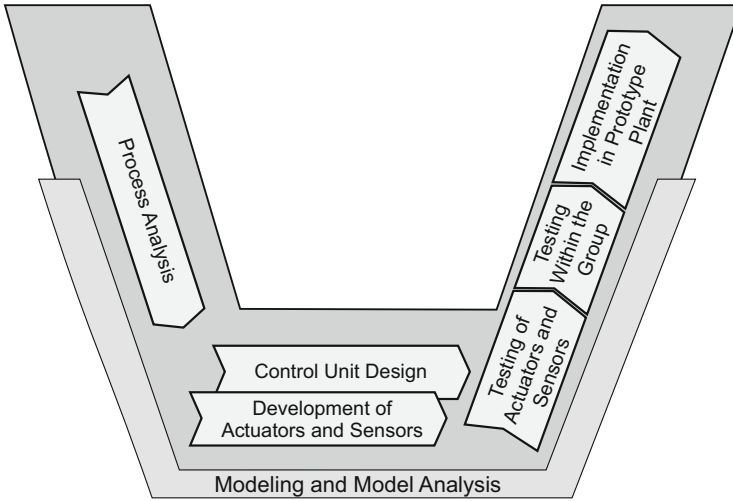 Process Analysis
Control Unit Design
Development of
Actuators and Sensors
Testing of
Actuators and
Sensors
Testing
Within the
Group
Implementation
in Prototype
Plant
Modeling and Model Analysis